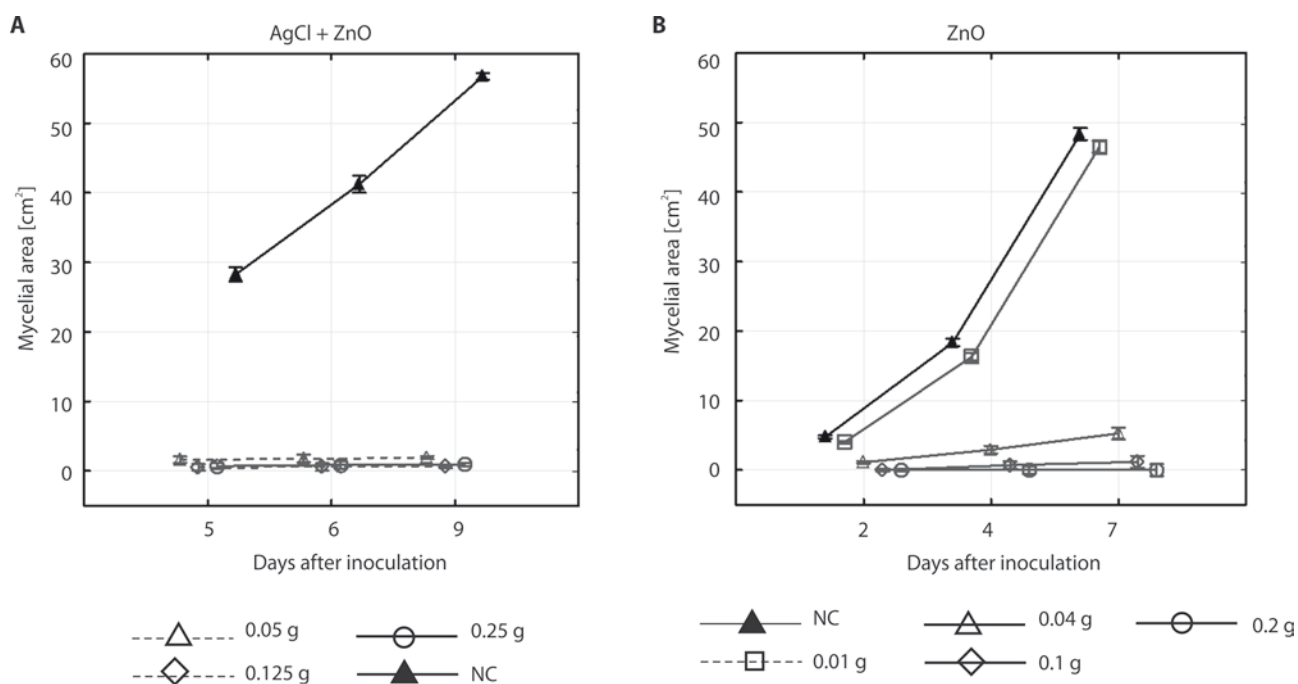 A
AgCl + ZnO
60
50
40
30
20
10
0
Mycelial area [cm²]
5 6 9
Days after inoculation
0.05 g 0.25 g
0.125 g NC
B
ZnO
60
50
40
30
20
10
0
Mycelial area [cm²]
2 4 7
Days after inoculation
NC 0.04 g 0.2 g
0.01 g 0.1 g